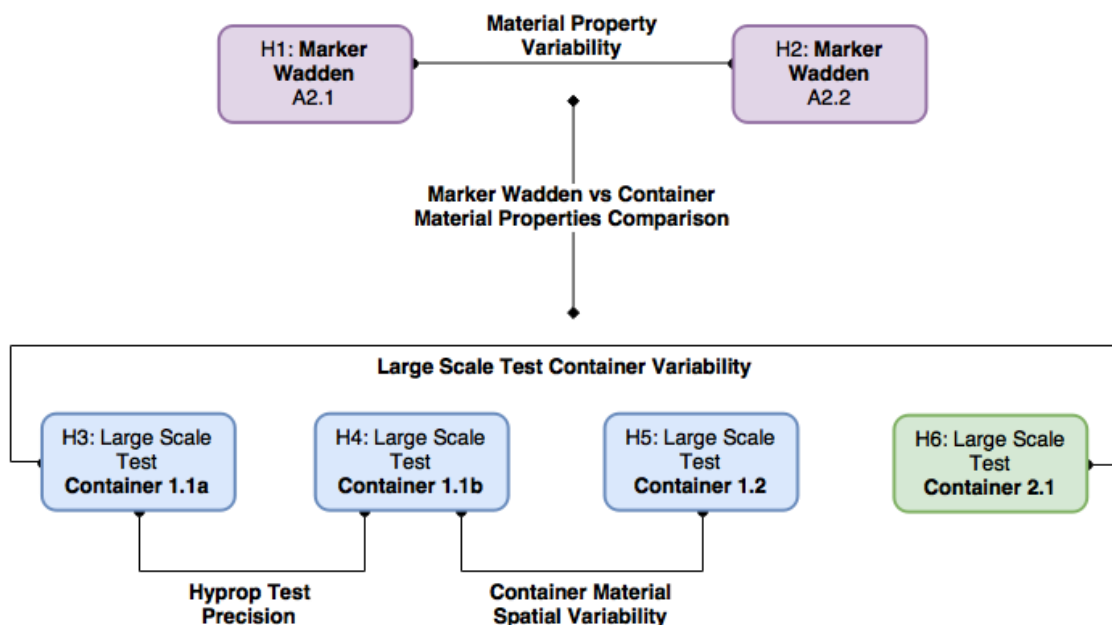 Material Property
Variability
H1: Marker
Wadden
A2.1
H2: Marker
Wadden
A2.2
Marker Wadden vs Container
Material Properties Comparison
Large Scale Test Container Variability
H3: Large Scale
Test
Container 1.1a
H4: Large Scale
Test
Container 1.1b
H5: Large Scale
Test
Container 1.2
H6: Large Scale
Test
Container 2.1
Hyprop Test
Precision
Container Material
Spatial Variability